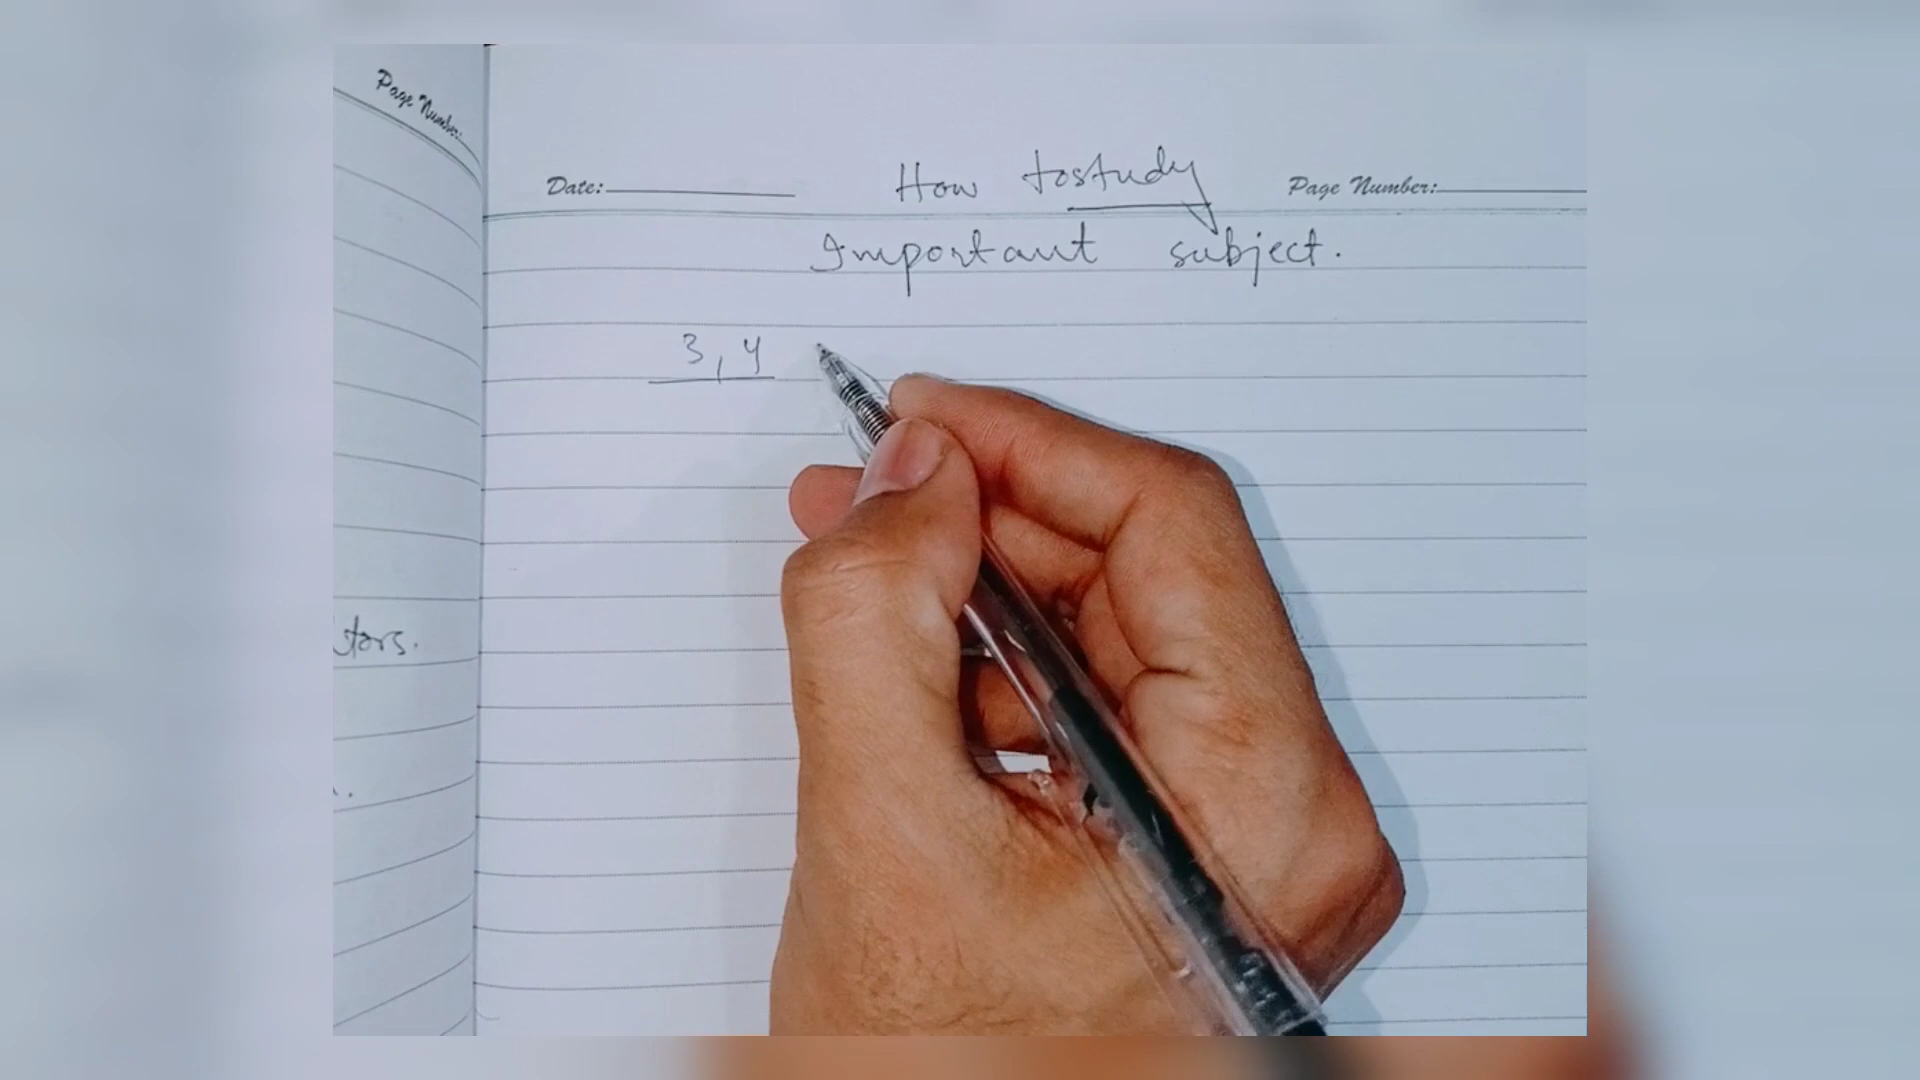 Page Number:
tors.
Date: How tostudy Page Number:
Important subject.
3, 4